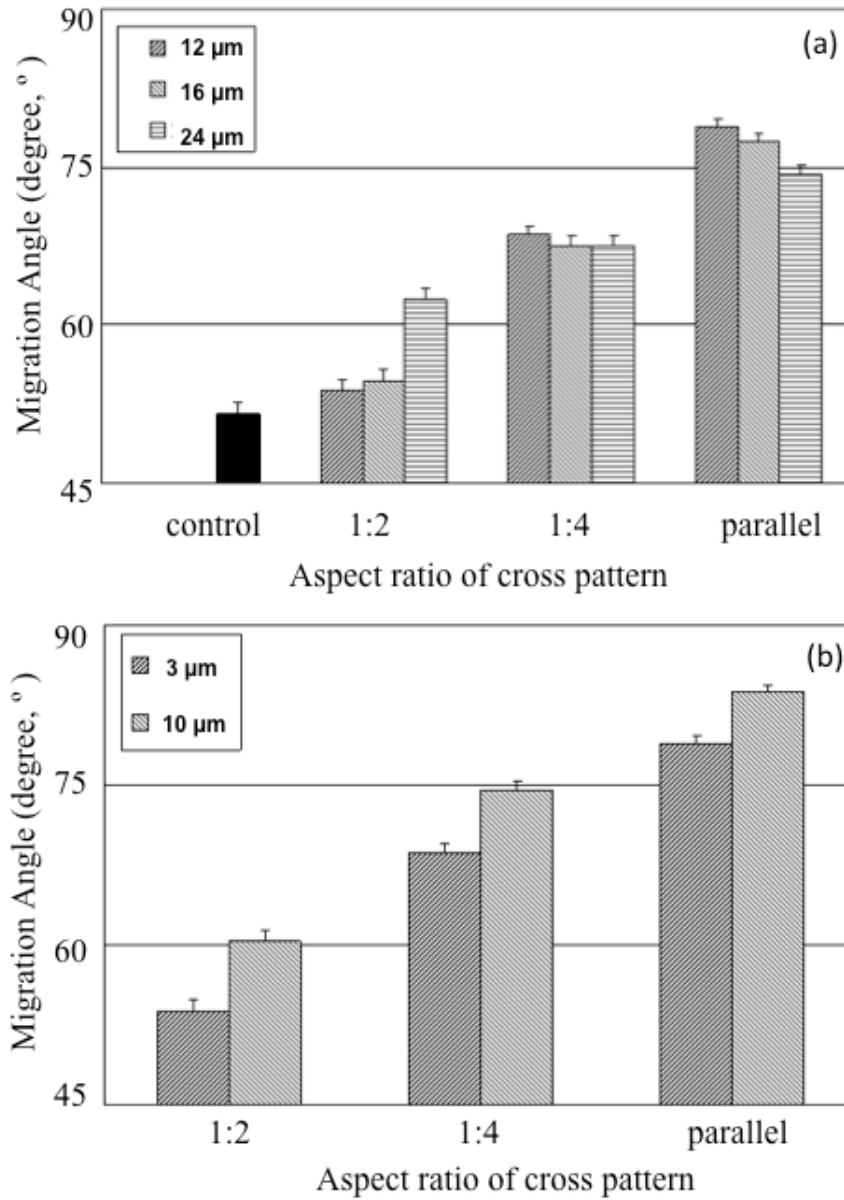 90
(a)
12 µm
16 µm
24 µm
75
60
45
Migration Angle (degree, º )
control 1:2 1:4 parallel
Aspect ratio of cross pattern
90
(b)
3 µm
10 µm
75
60
45
Migration Angle (degree, º )
1:2 1:4 parallel
Aspect ratio of cross pattern